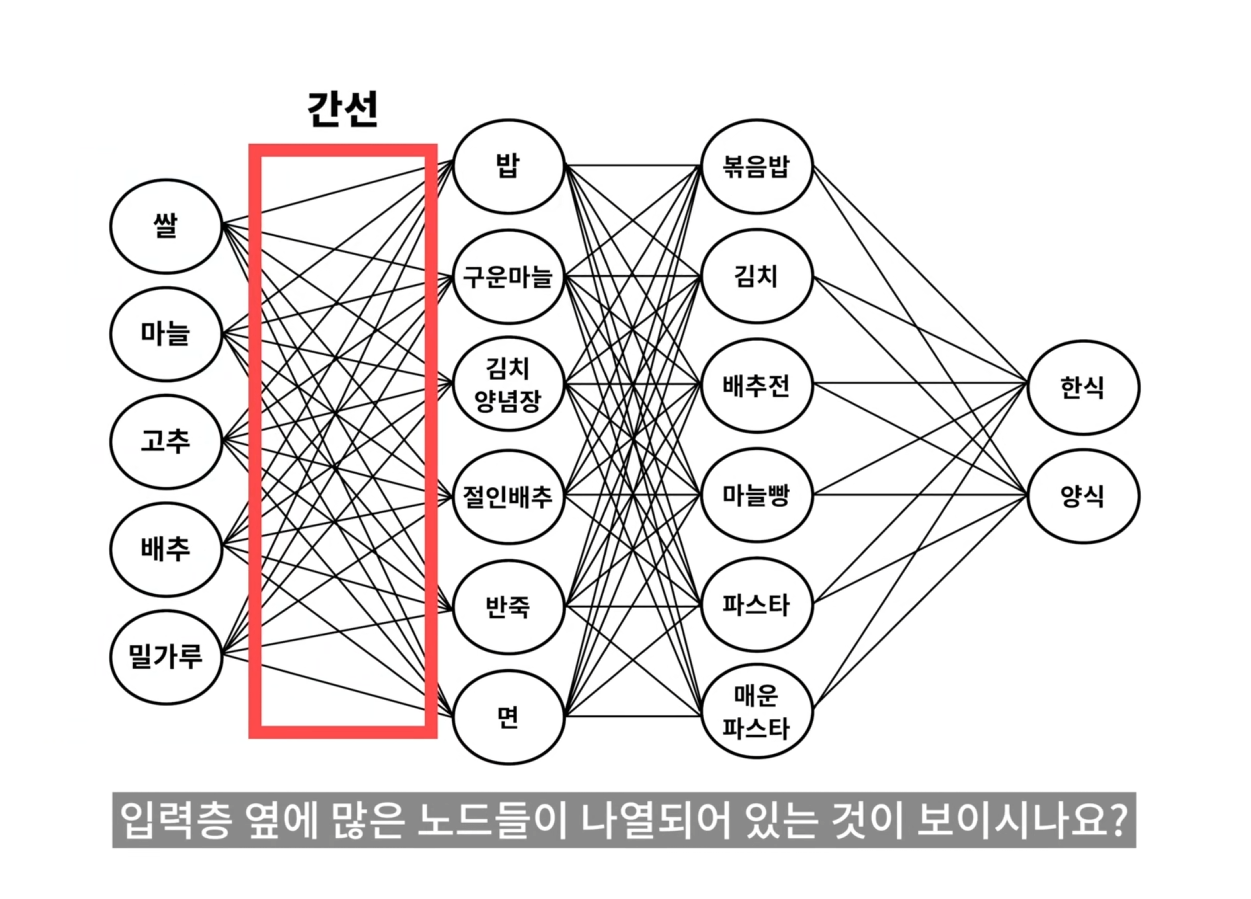 간선
쌀
마늘
고추
배추
밀가루
밥
구운마늘
김치
양념장
절인배추
반죽
면
볶음밥
김치
배추전
마늘빵
파스타
매운
파스타
한식
양식
입력층 옆에 많은 노드들이 나열되어 있는 것이 보이시나요?